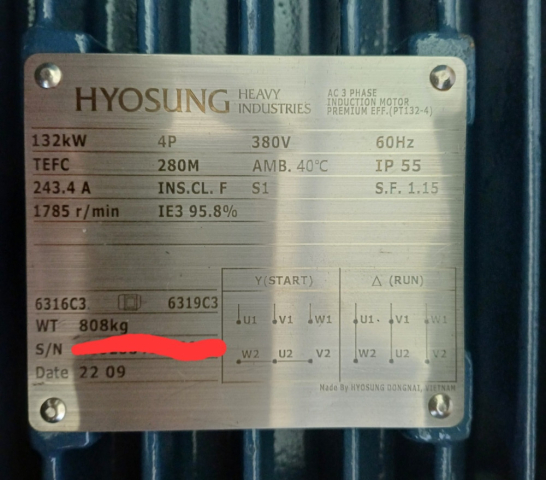 HYOSUNG HEAVY INDUSTRIES
AC 3 PHASE
INDUCTION MOTOR
PREMIUM EFF.(PT132-4)
132kW 4P 380V 60Hz
TEFC 280M AMB. 40℃ IP 55
243.4 A INS.CL. F S1 S.F. 1.15
1785 r/min IE3 95.8%
6316C3 6319C3
WT 808kg
S/N
Date 22 09
Y(START) Δ (RUN)
U1 V1 W1 U1 V1 W1
W2 U2 V2 W2 U2 V2
Made By HYOSUNG DONGNAI, VIETNAM